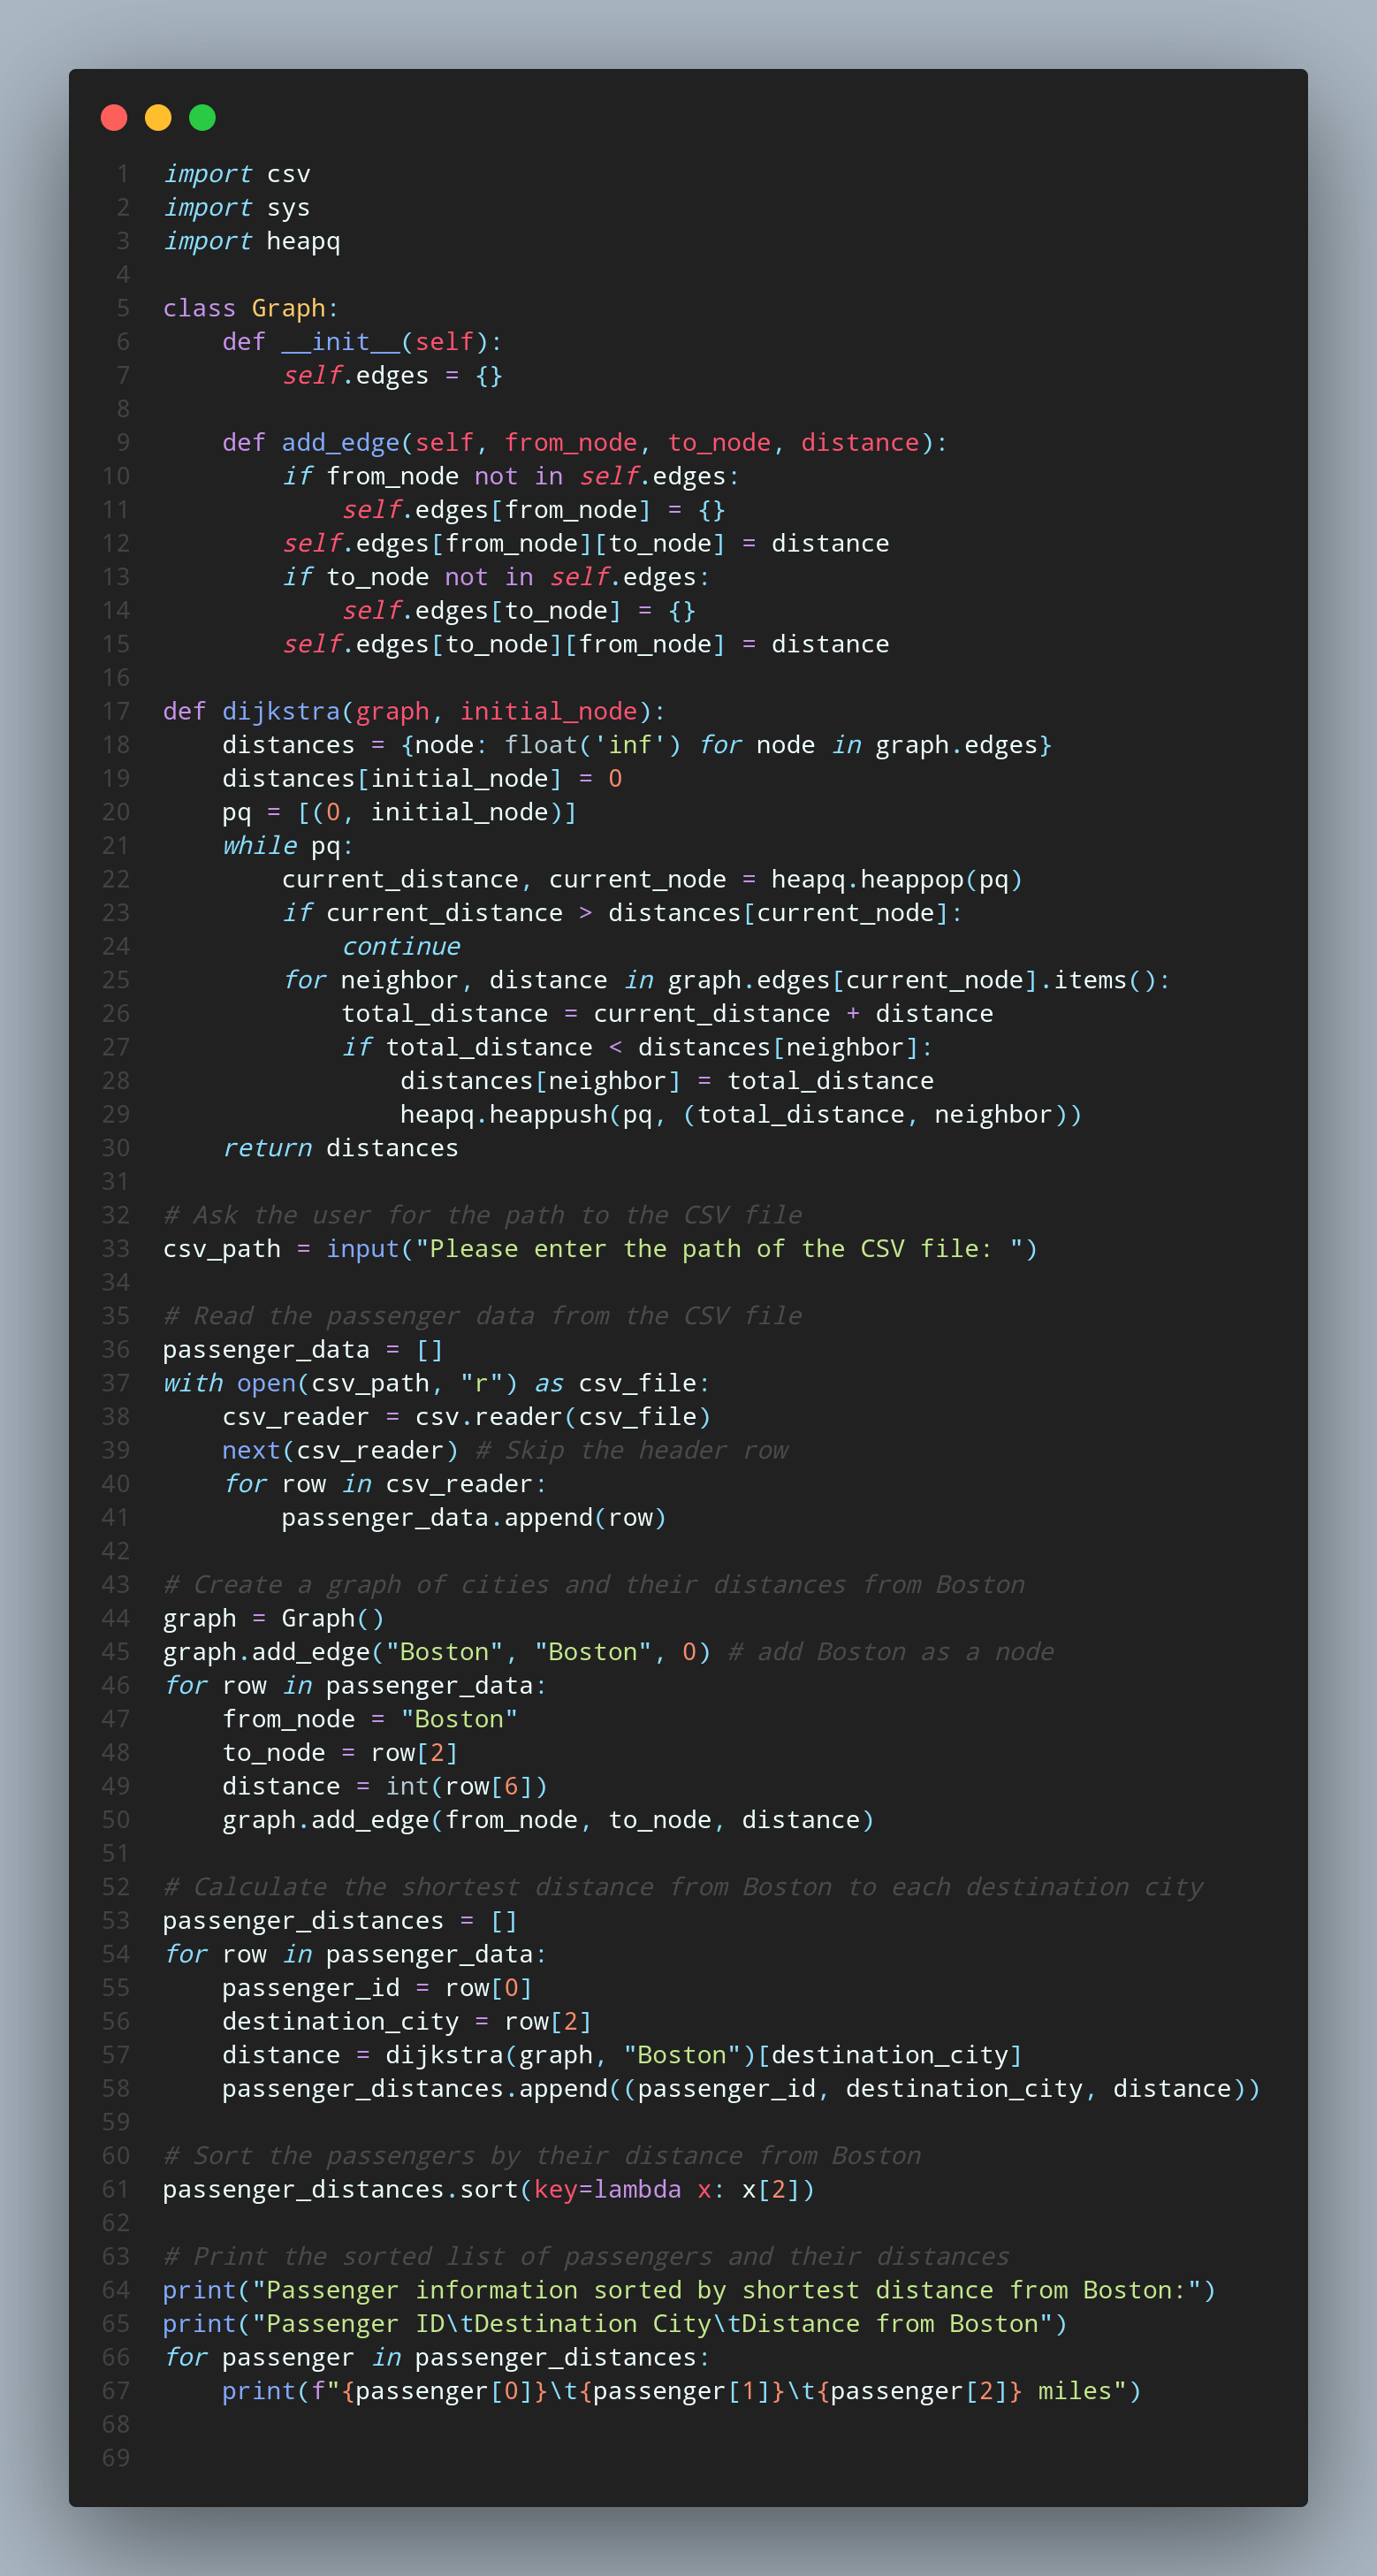 1 import csv
2 import sys
3 import heapq
4
5 class Graph:
6     def __init__(self):
7         self.edges = {}
8
9     def add_edge(self, from_node, to_node, distance):
10         if from_node not in self.edges:
11             self.edges[from_node] = {}
12         self.edges[from_node][to_node] = distance
13         if to_node not in self.edges:
14             self.edges[to_node] = {}
15         self.edges[to_node][from_node] = distance
16
17 def dijkstra(graph, initial_node):
18     distances = {node: float('inf') for node in graph.edges}
19     distances[initial_node] = 0
20     pq = [(0, initial_node)]
21     while pq:
22         current_distance, current_node = heapq.heappop(pq)
23         if current_distance > distances[current_node]:
24             continue
25         for neighbor, distance in graph.edges[current_node].items():
26             total_distance = current_distance + distance
27             if total_distance < distances[neighbor]:
28                 distances[neighbor] = total_distance
29                 heapq.heappush(pq, (total_distance, neighbor))
30     return distances
31
32 # Ask the user for the path to the CSV file
33 csv_path = input("Please enter the path of the CSV file: ")
34
35 # Read the passenger data from the CSV file
36 passenger_data = []
37 with open(csv_path, "r") as csv_file:
38     csv_reader = csv.reader(csv_file)
39     next(csv_reader) # Skip the header row
40     for row in csv_reader:
41         passenger_data.append(row)
42
43 # Create a graph of cities and their distances from Boston
44 graph = Graph()
45 graph.add_edge("Boston", "Boston", 0) # add Boston as a node
46 for row in passenger_data:
47     from_node = "Boston"
48     to_node = row[2]
49     distance = int(row[6])
50     graph.add_edge(from_node, to_node, distance)
51
52 # Calculate the shortest distance from Boston to each destination city
53 passenger_distances = []
54 for row in passenger_data:
55     passenger_id = row[0]
56     destination_city = row[2]
57     distance = dijkstra(graph, "Boston")[destination_city]
58     passenger_distances.append((passenger_id, destination_city, distance))
59
60 # Sort the passengers by their distance from Boston
61 passenger_distances.sort(key=lambda x: x[2])
62
63 # Print the sorted list of passengers and their distances
64 print("Passenger information sorted by shortest distance from Boston:")
65 print("Passenger ID\tDestination City\tDistance from Boston")
66 for passenger in passenger_distances:
67     print(f"{passenger[0]}\t{passenger[1]}\t{passenger[2]} miles")
68
69